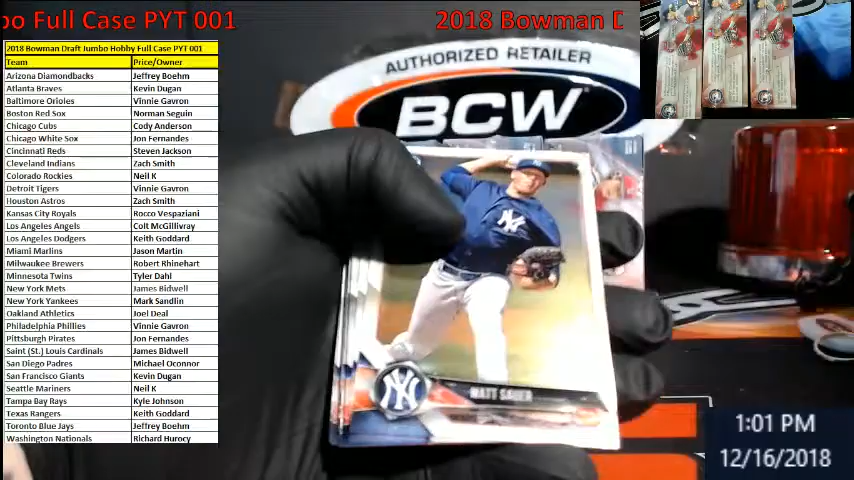 bo Full Case PYT 001
2018 Bowman D
2018 Bowman Draft Jumbo Hobby Full Case PYT 001
Team Price/Owner
Arizona Diamondbacks Jeffrey Boehm
Atlanta Braves Kevin Dugan
Baltimore Orioles Vinnie Gavron
Boston Red Sox Norman Seguin
Chicago Cubs Cody Anderson
Chicago White Sox Jon Fernandes
Cincinnati Reds Steven Jackson
Cleveland Indians Zach Smith
Colorado Rockies Neil K
Detroit Tigers Vinnie Gavron
Houston Astros Zach Smith
Kansas City Royals Rocco Vespaziani
Los Angeles Angels Colt McGillivray
Los Angeles Dodgers Keith Goddard
Miami Marlins Jason Martin
Milwaukee Brewers Robert Rhinehart
Minnesota Twins Tyler Dahl
New York Mets James Bidwell
New York Yankees Mark Sandlin
Oakland Athletics Joel Deal
Philadelphia Phillies Vinnie Gavron
Pittsburgh Pirates Jon Fernandes
Saint (St.) Louis Cardinals James Bidwell
San Diego Padres Michael Oconnor
San Francisco Giants Kevin Dugan
Seattle Mariners Neil K
Tampa Bay Rays Kyle Johnson
Texas Rangers Keith Goddard
Toronto Blue Jays Jeffrey Boehm
Washington Nationals Richard Hurocy
AUTHORIZED RETAILER
BCW
NY
NY
MATT SAUER
1:01 PM
12/16/2018